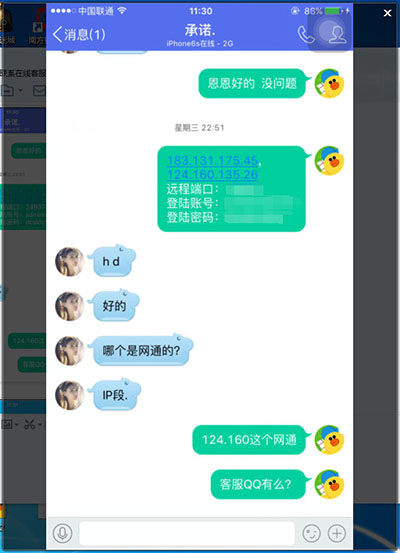 中国联通
11:30
86%
消息(1)
承诺.
iPhone6s在线 - 2G
恩恩好的 没问题
星期三 22:51
183.131.175.45,
124.160.135.26
远程端口:
登陆账号:
登陆密码:
h d
好的
哪个是网通的?
IP段.
124.160这个网通
客服QQ有么?